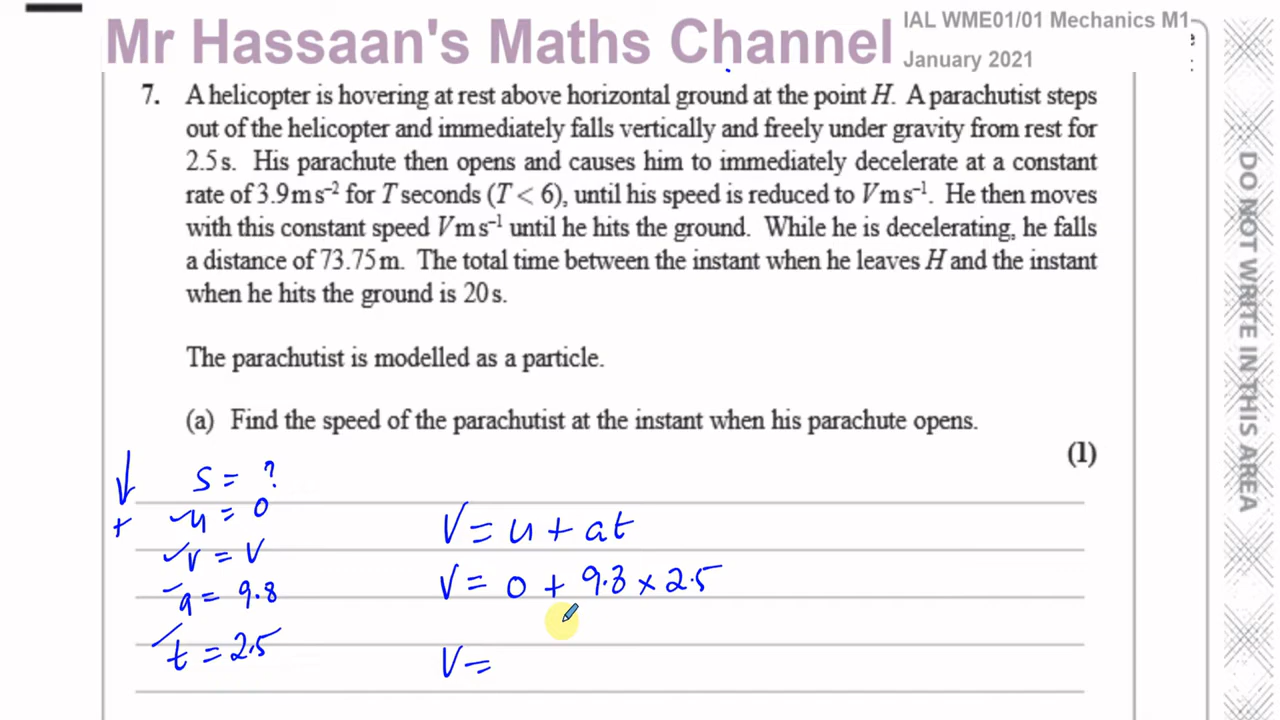 Mr Hassaan's Maths Channel
IAL WME01/01 Mechanics M1
January 2021
7. A helicopter is hovering at rest above horizontal ground at the point H. A parachutist steps
out of the helicopter and immediately falls vertically and freely under gravity from rest for
2.5 s. His parachute then opens and causes him to immediately decelerate at a constant
rate of 3.9 m s⁻² for T seconds (T < 6), until his speed is reduced to V m s⁻¹. He then moves
with this constant speed V m s⁻¹ until he hits the ground. While he is decelerating, he falls
a distance of 73.75 m. The total time between the instant when he leaves H and the instant
when he hits the ground is 20 s.
The parachutist is modelled as a particle.
(a) Find the speed of the parachutist at the instant when his parachute opens.
(1)
↓ +
s = ?
✓u = 0
✓v = V
✓a = 9.8
✓t = 2.5
V = u + at
V = 0 + 9.8 × 2.5
V =
DO NOT WRITE IN THIS AREA